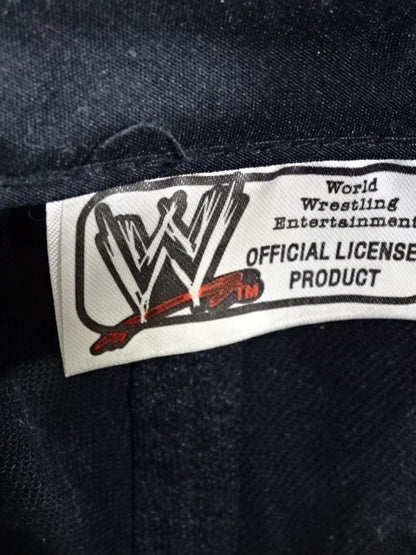 W
TM
World
Wrestling
Entertainment
OFFICIAL LICENSE
PRODUCT